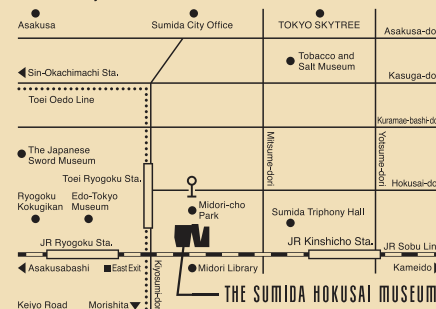 Asakusa
Sumida City Office
TOKYO SKYTREE
Asakusa-do
Tobacco and
Salt Museum
Sin-Okachimachi Sta.
Kasuga-do
Toei Oedo Line
Kuramae-bashi-do
The Japanese
Sword Museum
Mitsume-dori
Yotsume-dori
Toei Ryogoku Sta.
Hokusai-do
Ryogoku
Kokugikan
Edo-Tokyo
Museum
Midori-cho
Park
Sumida Triphony Hall
JR Ryogoku Sta.
JR Kinshicho Sta.
JR Sobu Lin
Asakusabashi
East Exit
Midori Library
Kameido
Kiyosumi-do
THE SUMIDA HOKUSAI MUSEUM
Keiyo Road
Morishita